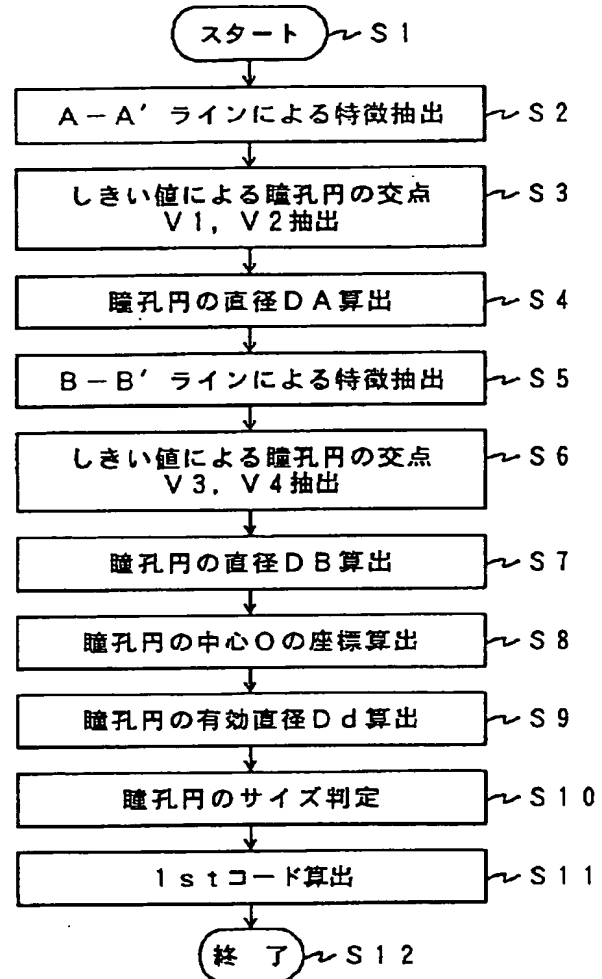 スタート S1
A-A′ラインによる特徴抽出 S2
しきい値による瞳孔円の交点 S3
V1,V2抽出
瞳孔円の直径DA算出 S4
B-B′ラインによる特徴抽出 S5
しきい値による瞳孔円の交点 S6
V3,V4抽出
瞳孔円の直径DB算出 S7
瞳孔円の中心Oの座標算出 S8
瞳孔円の有効直径Dd算出 S9
瞳孔円のサイズ判定 S10
1stコード算出 S11
終了 S12